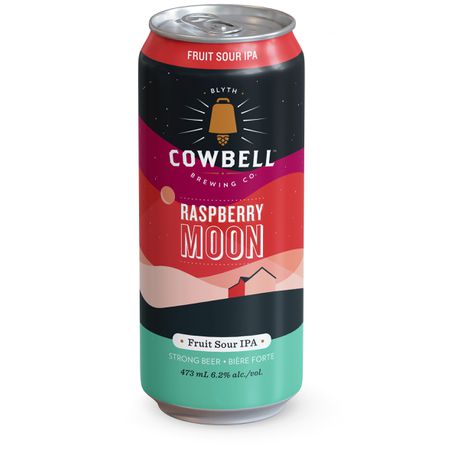 FRUIT SOUR IPA
BLYTH
COWBELL™
BREWING CO.
RASPBERRY
MOON
• Fruit Sour IPA •
STRONG BEER • BIÈRE FORTE
473 mL 6.2% alc./vol.